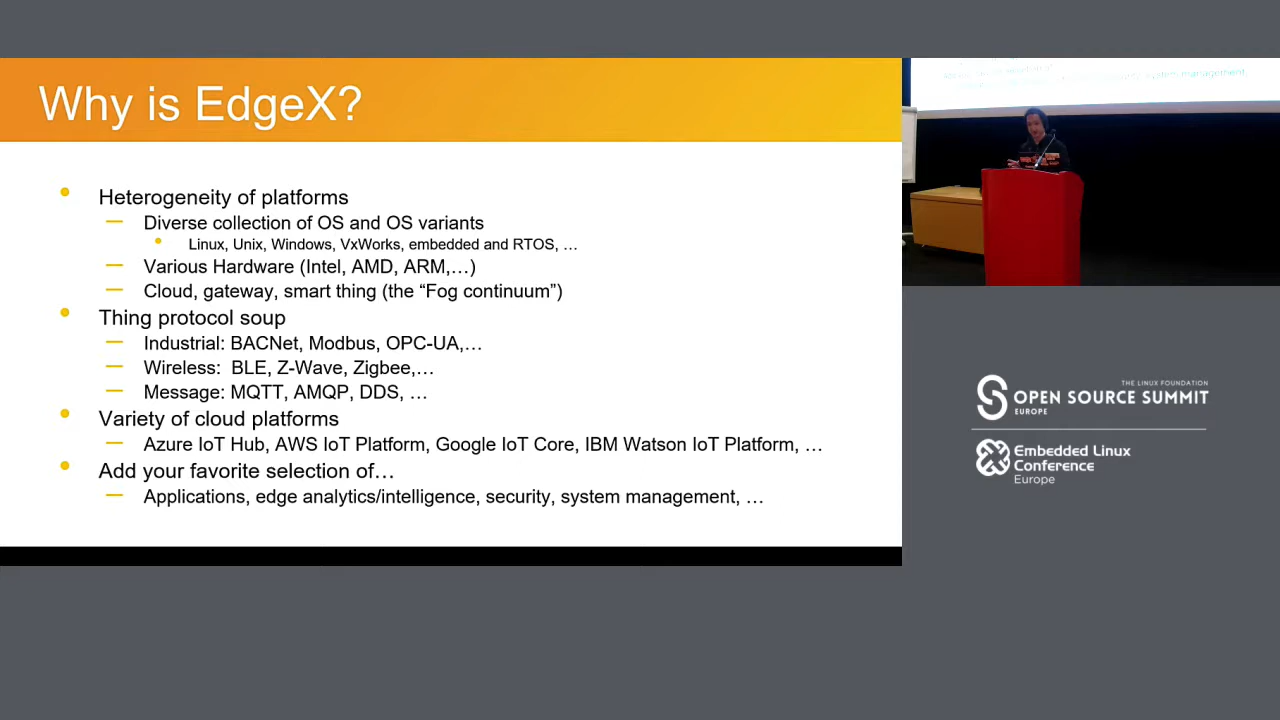 Why is EdgeX?
Heterogeneity of platforms
Diverse collection of OS and OS variants
Linux, Unix, Windows, VxWorks, embedded and RTOS, …
Various Hardware (Intel, AMD, ARM,…)
Cloud, gateway, smart thing (the “Fog continuum”)
Thing protocol soup
Industrial: BACNet, Modbus, OPC-UA,…
Wireless: BLE, Z-Wave, Zigbee,…
Message: MQTT, AMQP, DDS, …
Variety of cloud platforms
Azure IoT Hub, AWS IoT Platform, Google IoT Core, IBM Watson IoT Platform, …
Add your favorite selection of…
Applications, edge analytics/intelligence, security, system management, …
system management
THE LINUX FOUNDATION
OPEN SOURCE SUMMIT
EUROPE
Embedded Linux
Conference
Europe